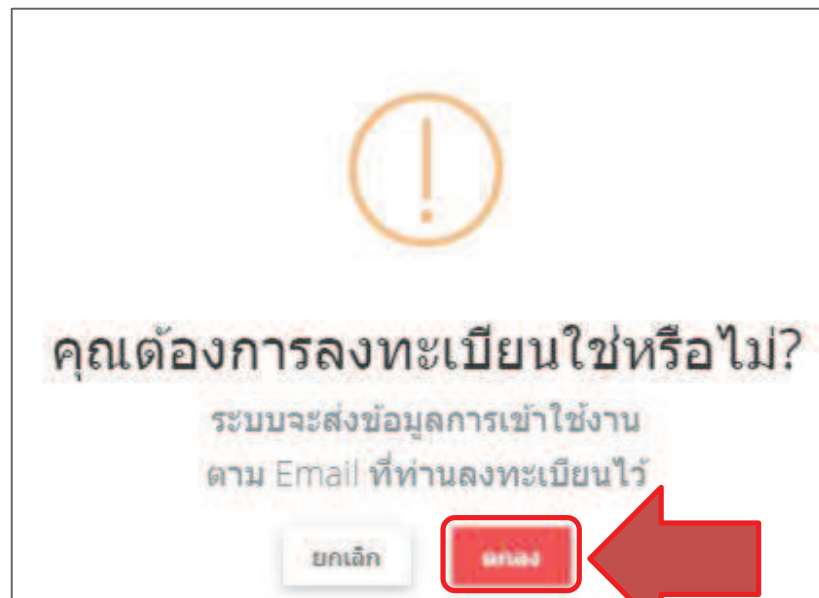 คุณต้องการลงทะเบียนใช่หรือไม่?
ระบบจะส่งข้อมูลการเข้าใช้งาน
ตาม Email ที่ท่านลงทะเบียนไว้
ยกเลิก ตกลง